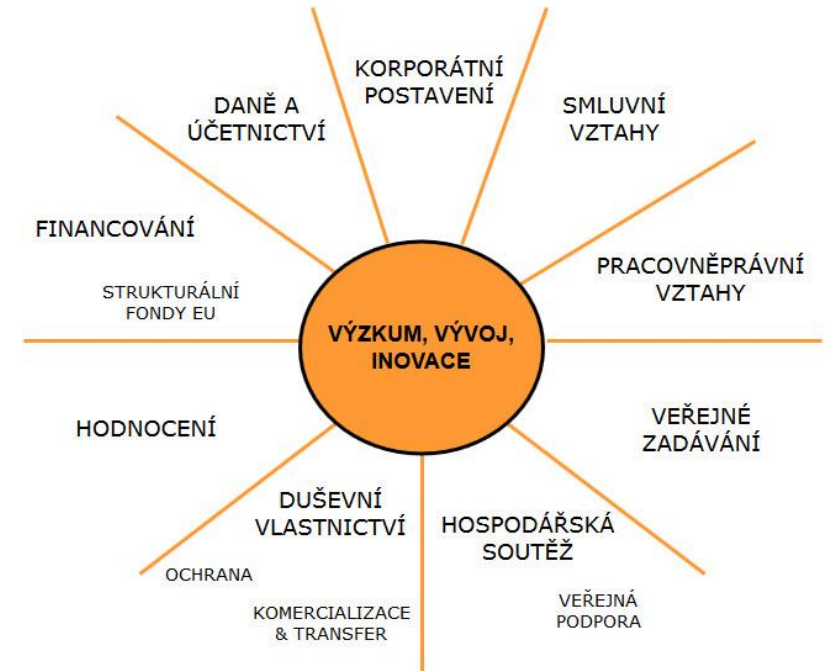 KORPORÁTNÍ
POSTAVENÍ
DANĚ A
ÚČETNICTVÍ
SMLUVNÍ
VZTAHY
FINANCOVÁNÍ
STRUKTURÁLNÍ
FONDY EU
PRACOVNĚPRÁVNÍ
VZTAHY
VÝZKUM, VÝVOJ,
INOVACE
HODNOCENÍ
VEŘEJNÉ
ZADÁVÁNÍ
DUŠEVNÍ
VLASTNICTVÍ
OCHRANA
KOMERCIALIZACE
& TRANSFER
HOSPODÁŘSKÁ
SOUTĚŽ
VEŘEJNÁ
PODPORA